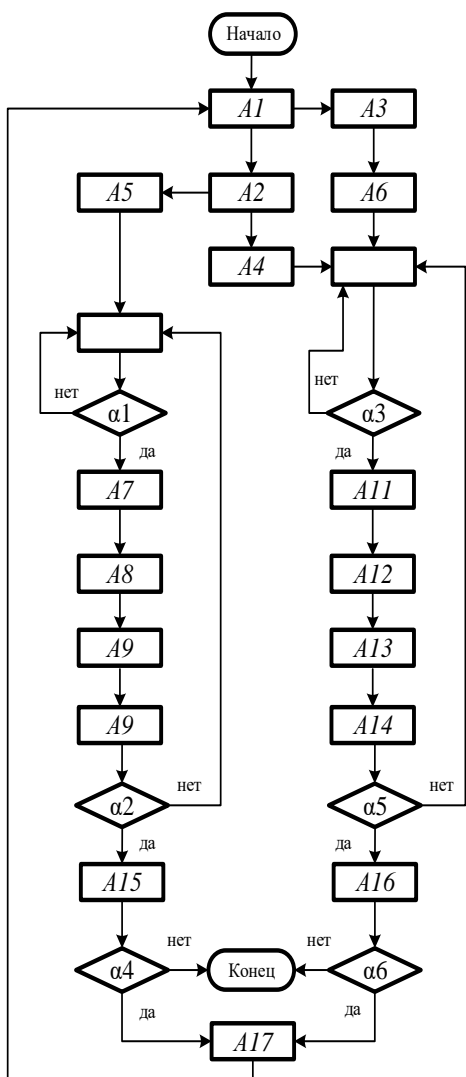 Начало
A1
A3
A5
A2
A6
A4
нет
α1
нет
α3
да
да
A7
A11
A8
A12
A9
A13
A9
A14
α2
нет
α5
нет
да
да
A15
A16
α4
нет
Конец
нет
α6
да
да
A17